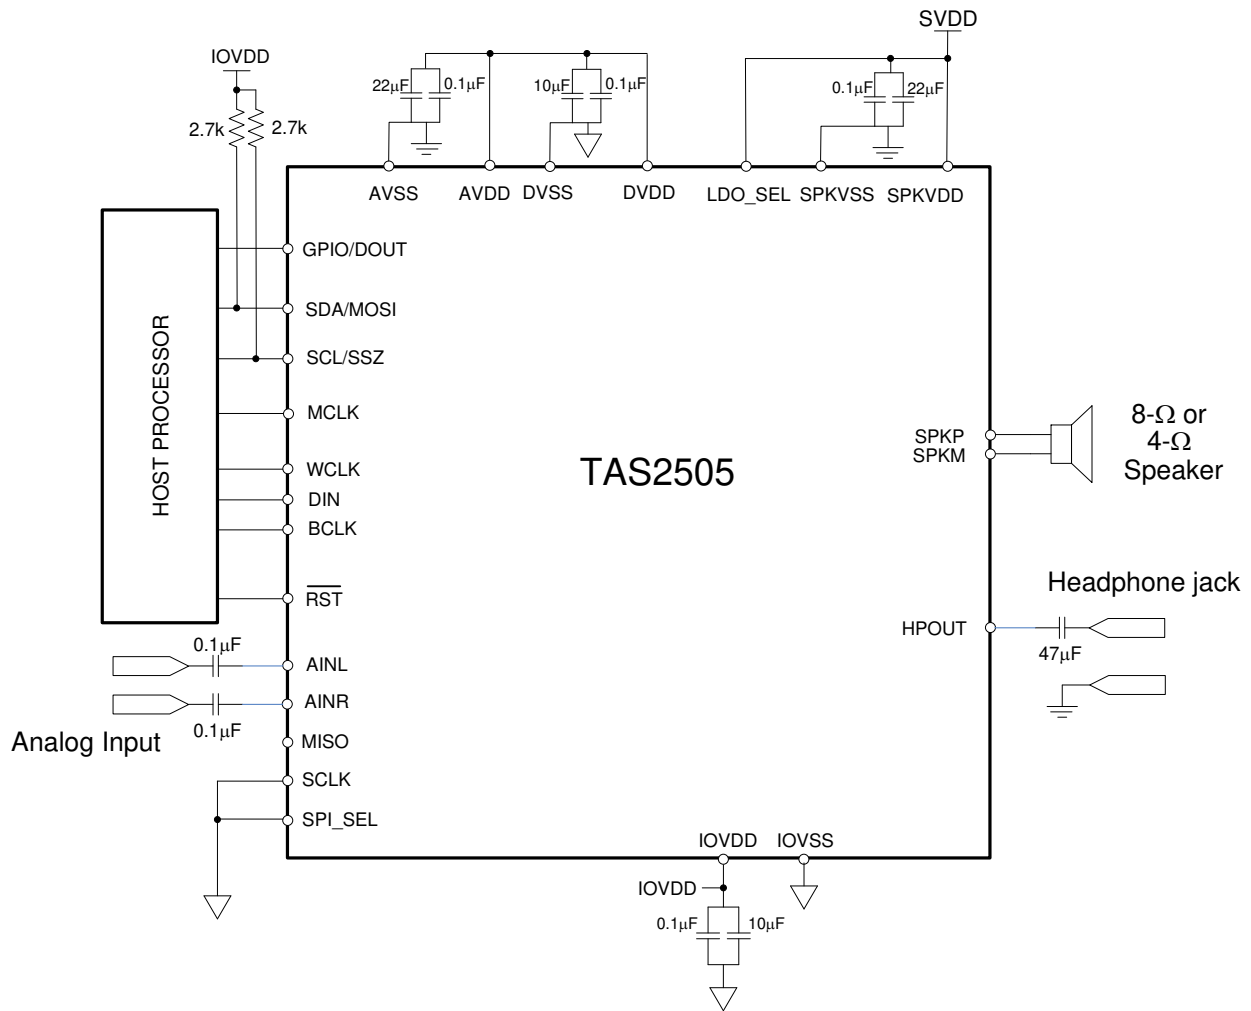 SVDD
IOVDD
22μF
0.1μF
10μF
0.1μF
0.1μF
22μF
2.7k
2.7k
AVSS
AVDD
DVSS
DVDD
LDO_SEL
SPKVSS
SPKVDD
GPIO/DOUT
SDA/MOSI
SCL/SSZ
MCLK
WCLK
DIN
BCLK
RST
HOST PROCESSOR
TAS2505
SPKP
SPKM
8-Ω or
4-Ω
Speaker
Headphone jack
HPOUT
47μF
0.1μF
AINL
AINR
0.1μF
Analog Input
MISO
SCLK
SPI_SEL
IOVDD
IOVSS
IOVDD
0.1μF
10μF